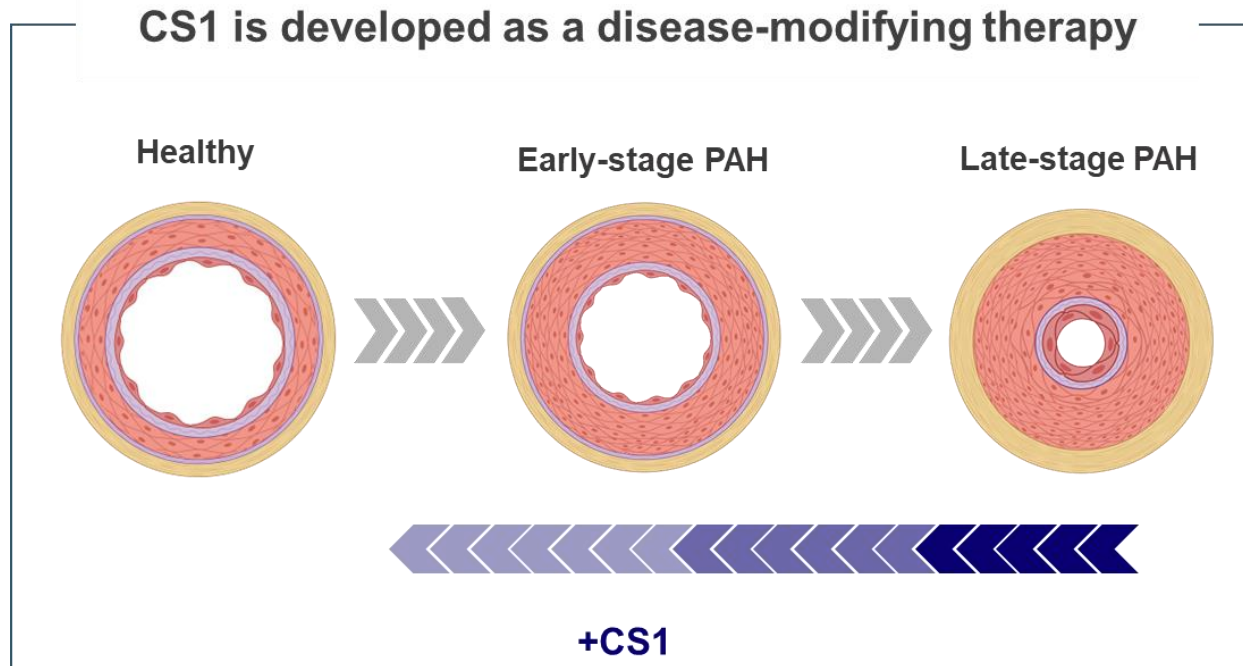 CS1 is developed as a disease-modifying therapy
Healthy
Early-stage PAH
Late-stage PAH
+CS1